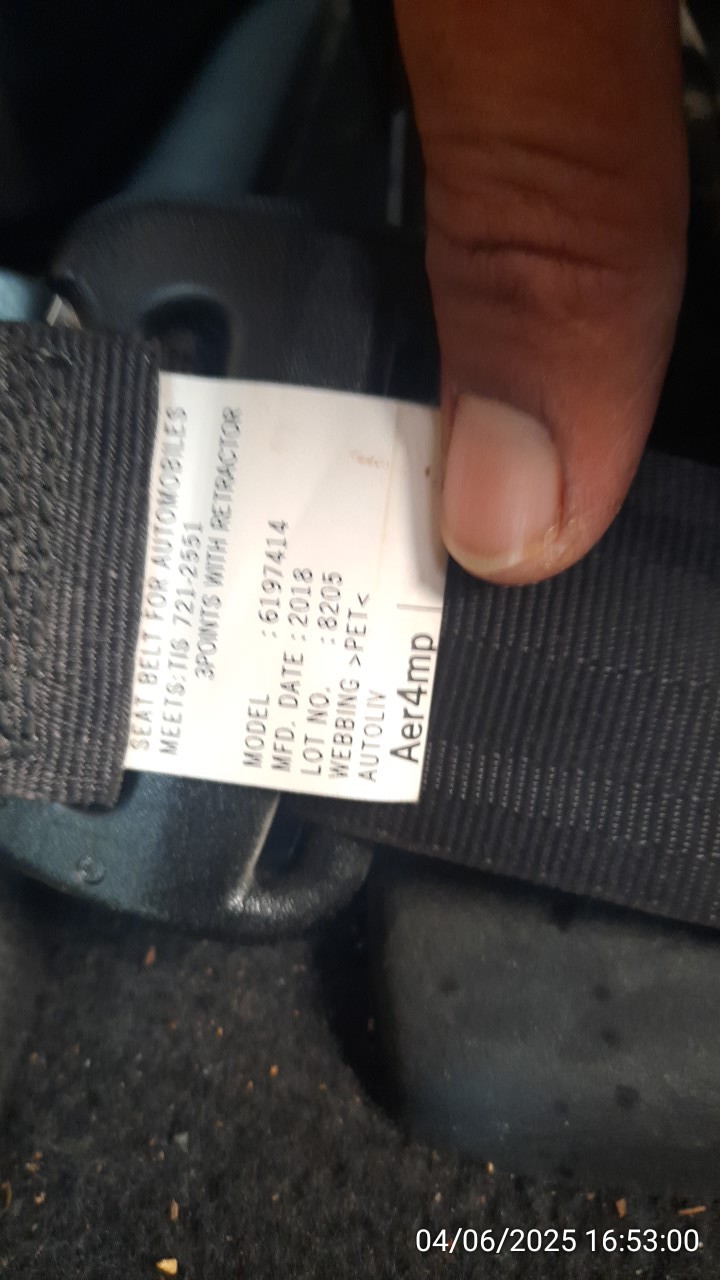 SEAT BELT FOR AUTOMOBILES
MEETS:TIS 721-2551
3POINTS WITH RETRACTOR
MODEL :6197414
MFD. DATE :2018
LOT NO. :8205
WEBBING >PET<
AUTOLIV
Aer4mp
04/06/2025 16:53:00